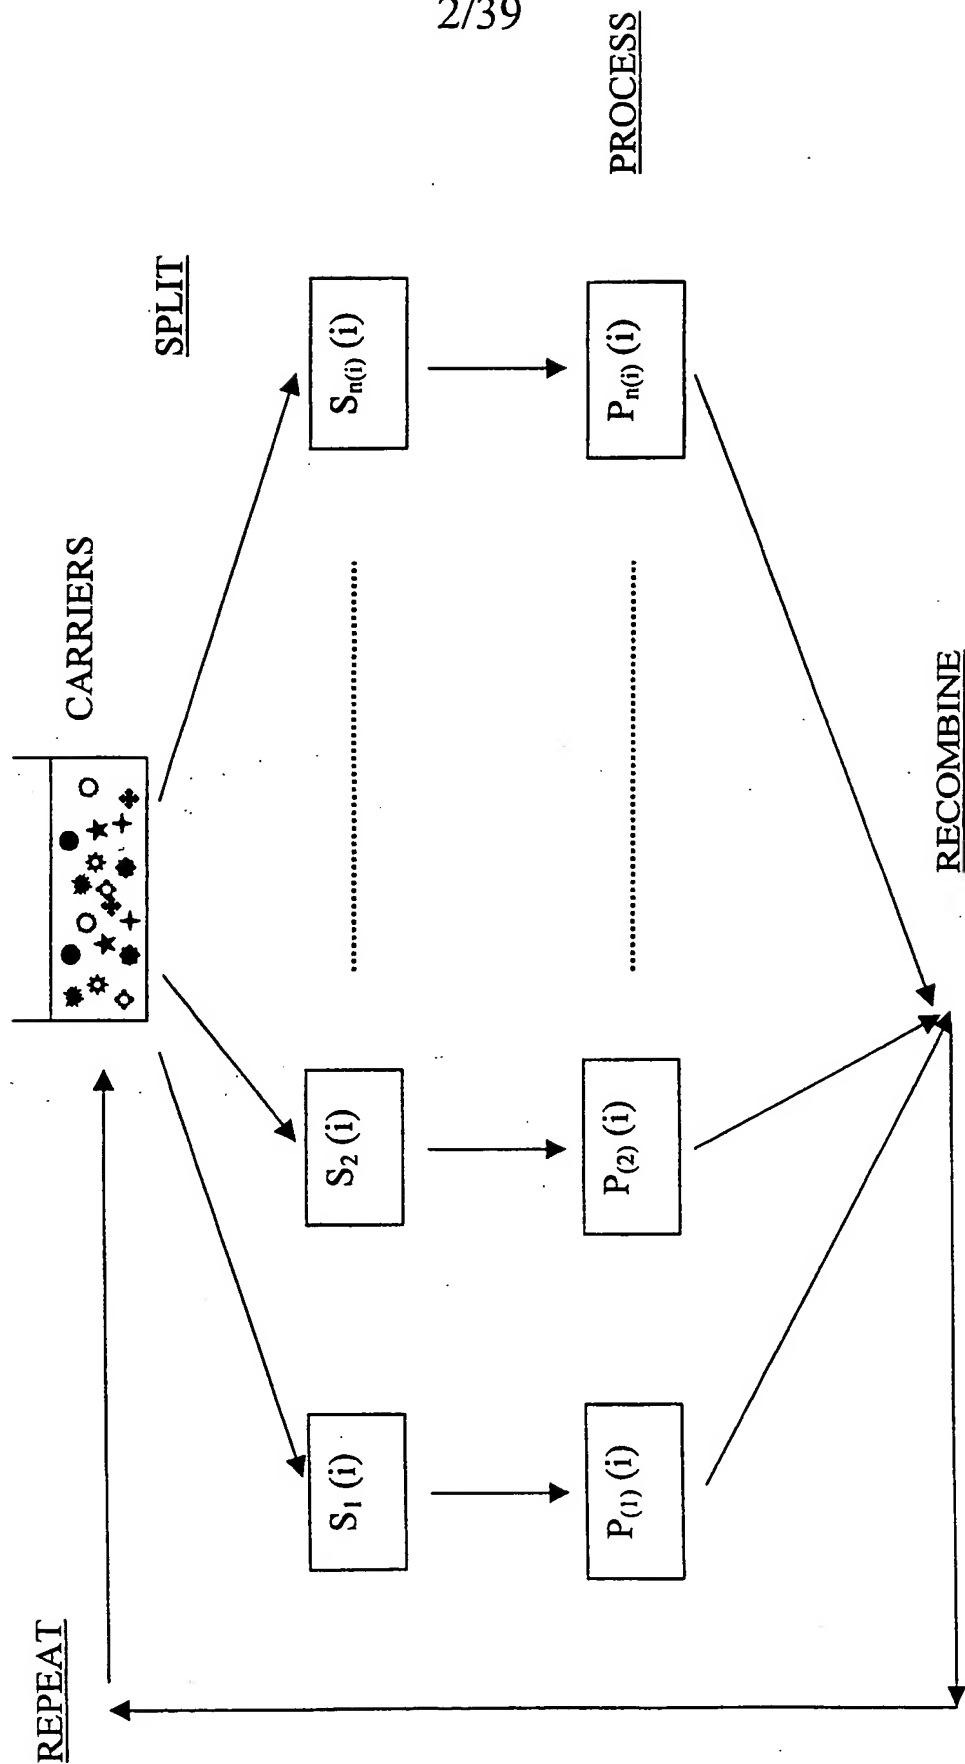 2/39
REPEAT
CARRIERS
SPLIT
S₁ (i)
S₂ (i)
Sₙ₍ᵢ₎ (i)
PROCESS
P₍₁₎ (i)
P₍₂₎ (i)
Pₙ₍ᵢ₎ (i)
RECOMBINE